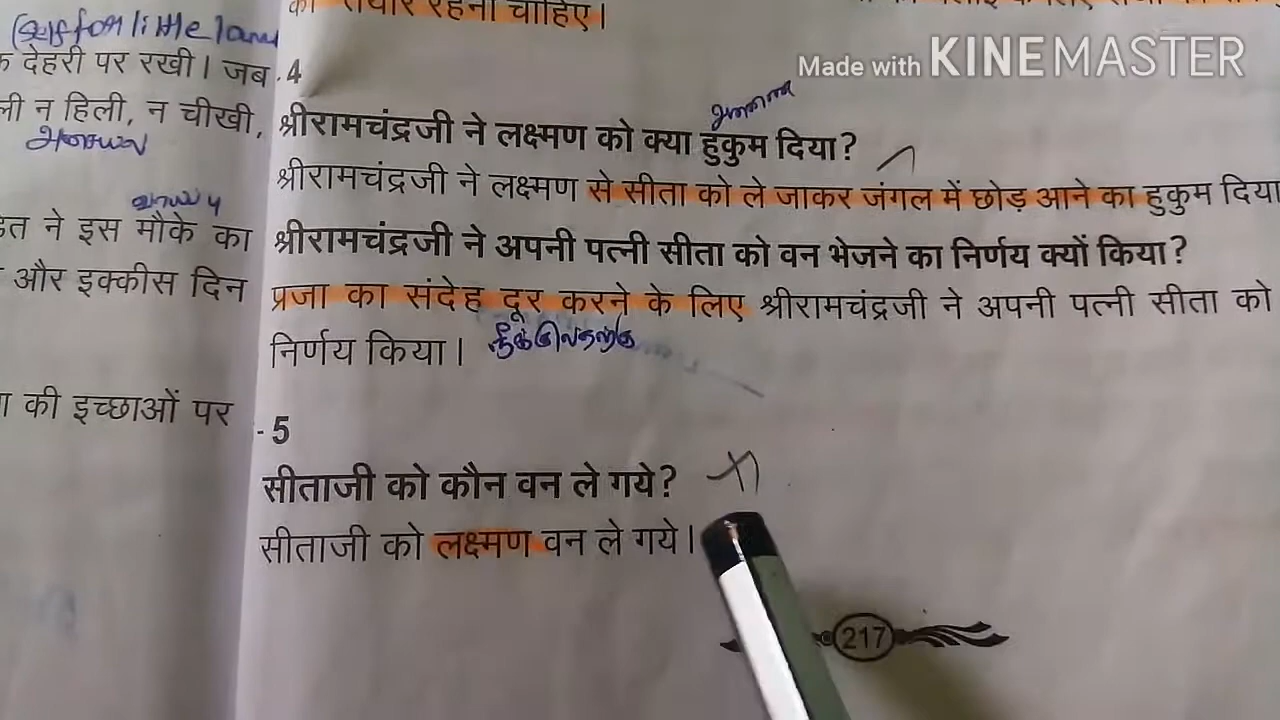 को तैयार रहना चाहिए।
Made with KINEMASTER
क देहरी पर रखी। जब
ली न हिली, न चीखी,
त ने इस मौके का
और इक्कीस दिन
की इच्छाओं पर
.4
श्रीरामचंद्रजी ने लक्ष्मण को क्या हुकुम दिया?
श्रीरामचंद्रजी ने लक्ष्मण से सीता को ले जाकर जंगल में छोड़ आने का हुकुम दिया
श्रीरामचंद्रजी ने अपनी पत्नी सीता को वन भेजने का निर्णय क्यों किया?
प्रजा का संदेह दूर करने के लिए श्रीरामचंद्रजी ने अपनी पत्नी सीता को
निर्णय किया।
-5
सीताजी को कौन वन ले गये?
सीताजी को लक्ष्मण वन ले गये।
217